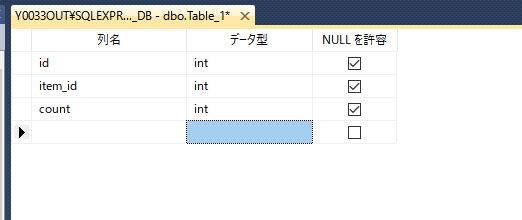 Y0033OUT¥SQLEXPR..._DB - dbo.Table_1* ×
列名 データ型 NULL を許容
id int
item_id int
count int